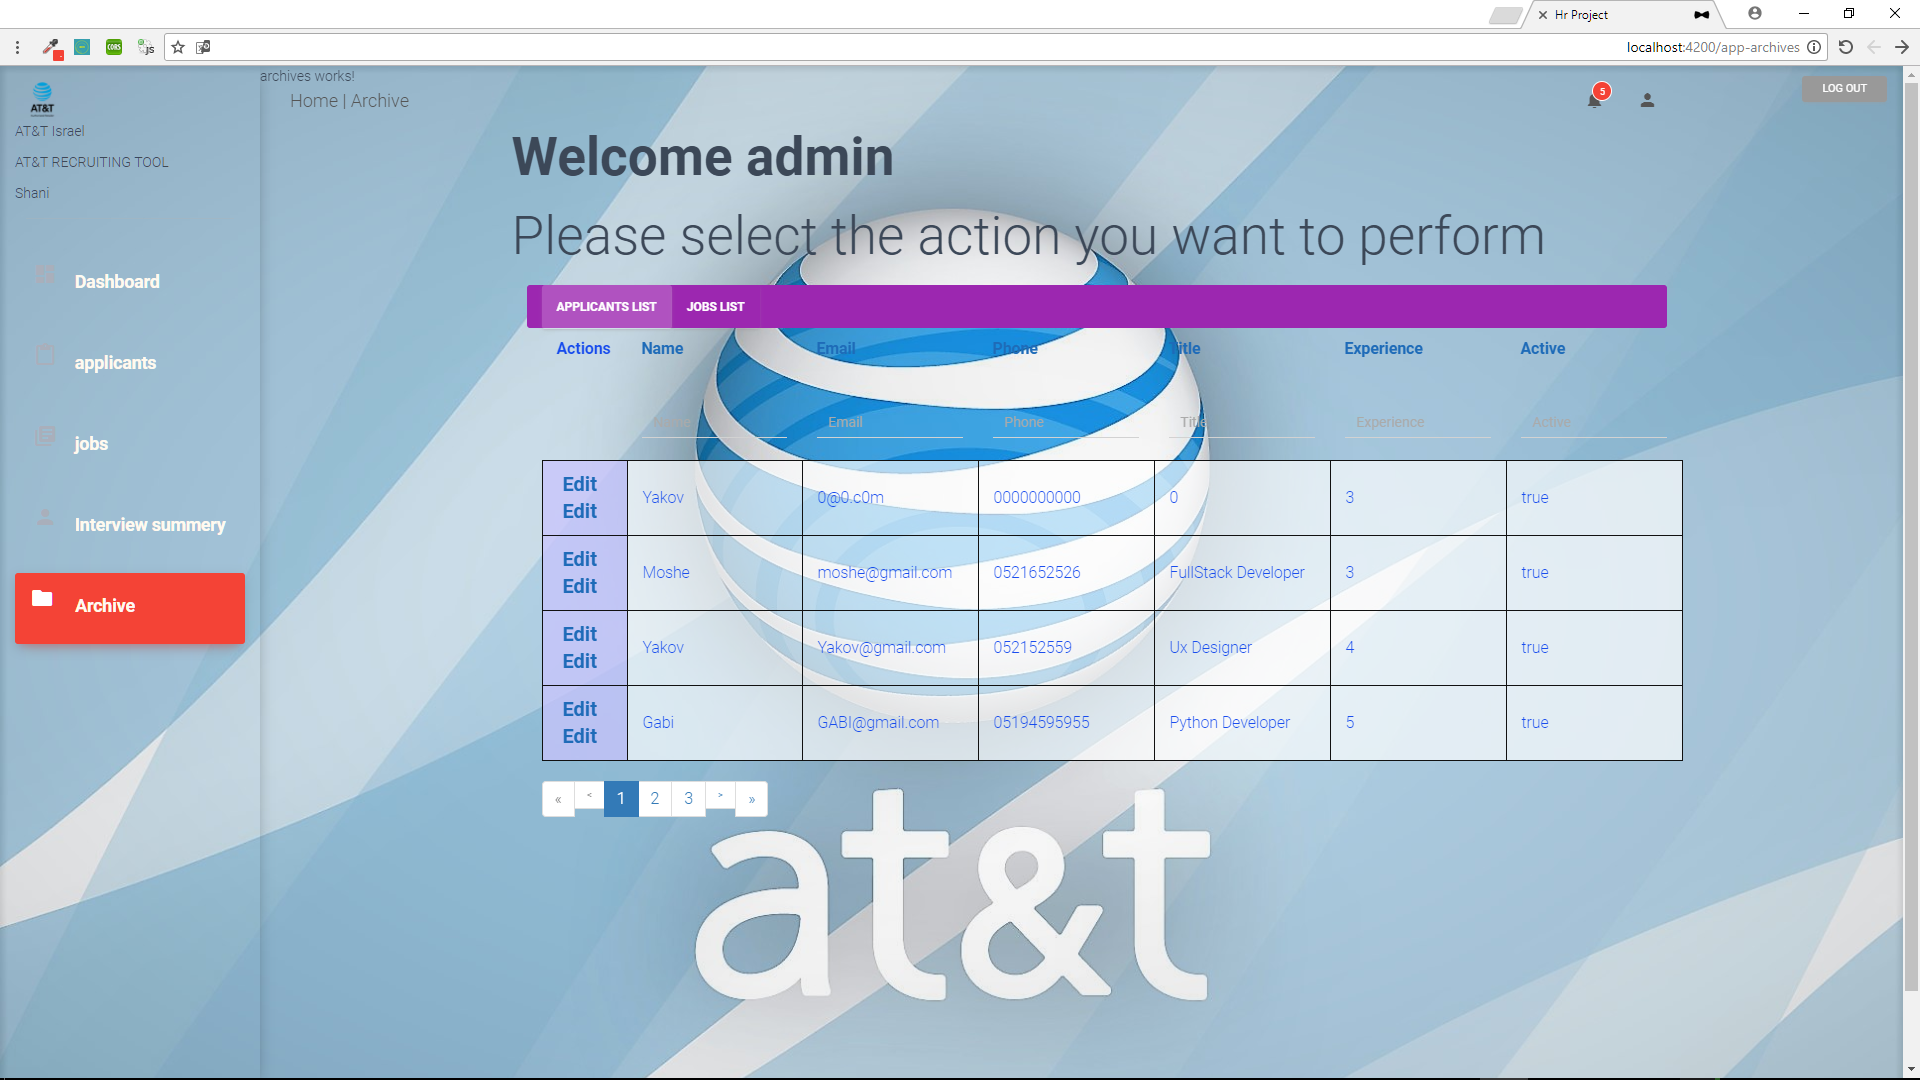 Hr Project
localhost:4200/app-archives
CORS
JS
AT&T
AT&T Israel
AT&T RECRUITING TOOL
Shani
Dashboard
applicants
jobs
Interview summery
Archive
archives works!
Home | Archive
5
LOG OUT
Welcome admin
Please select the action you want to perform
APPLICANTS LIST JOBS LIST
Actions Name Email Phone Title Experience Active
Name Email Phone Title Experience Active
Edit
Edit
Yakov 0@0.c0m 0000000000 0 3 true
Edit
Edit
Moshe moshe@gmail.com 0521652526 FullStack Developer 3 true
Edit
Edit
Yakov Yakov@gmail.com 052152559 Ux Designer 4 true
Edit
Edit
Gabi GABI@gmail.com 05194595955 Python Developer 5 true
« < 1 2 3 > »
at&t